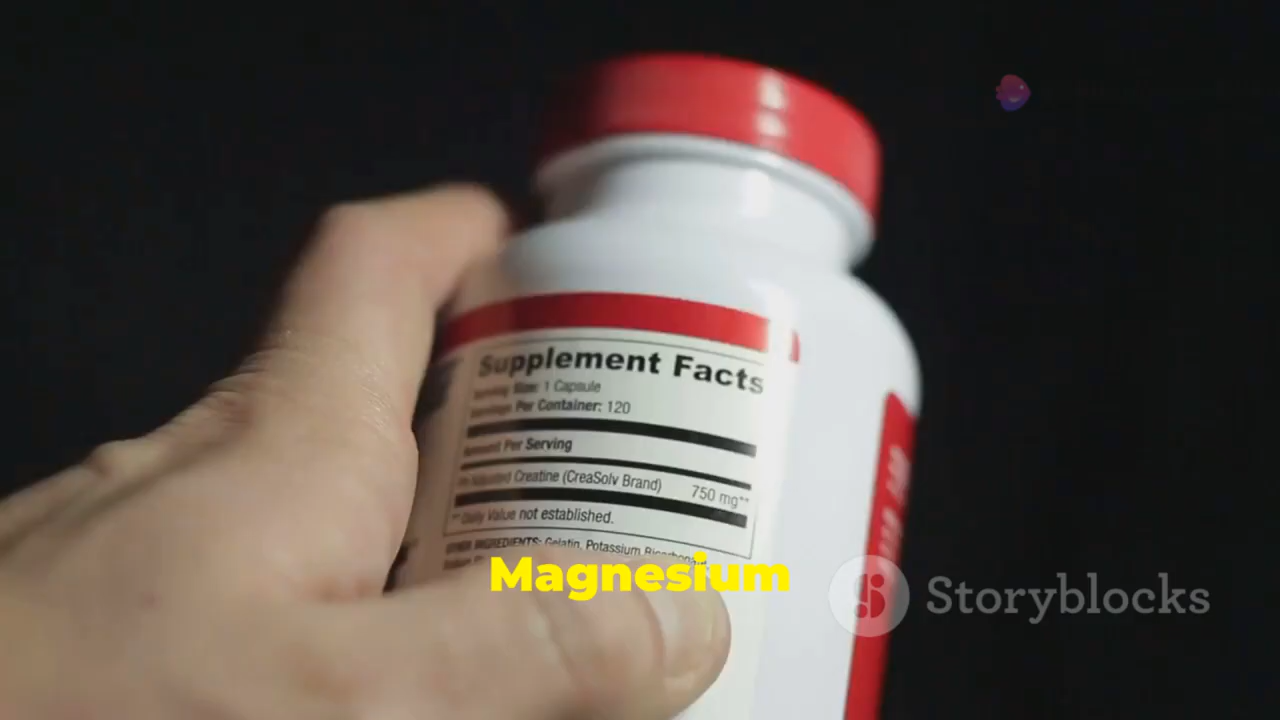 Supplement Facts
Serving Size: 1 Capsule
Servings Per Container: 120
Amount Per Serving
Creatine (CreaSolv Brand) 750 mg**
** Daily Value not established.
OTHER INGREDIENTS: Gelatin, Potassium Bicarbonate,
Magnesium
Storyblocks